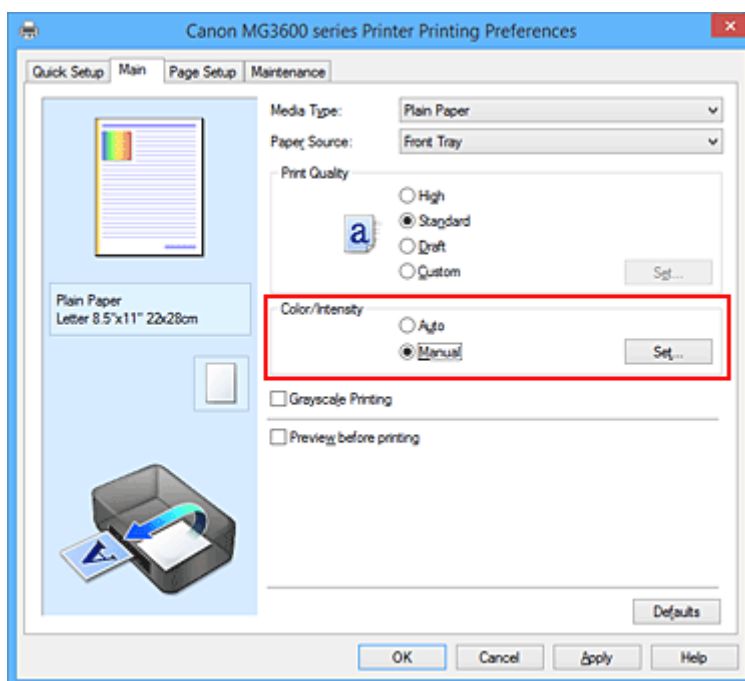 Canon MG3600 series Printer Printing Preferences
Quick Setup Main Page Setup Maintenance
Media Type: Plain Paper
Paper Source: Front Tray
Print Quality
High
Standard
Draft
Custom Set...
Plain Paper
Letter 8.5"x11" 22x28cm
Color/Intensity
Auto
Manual Set...
Grayscale Printing
Preview before printing
Defaults
OK Cancel Apply Help